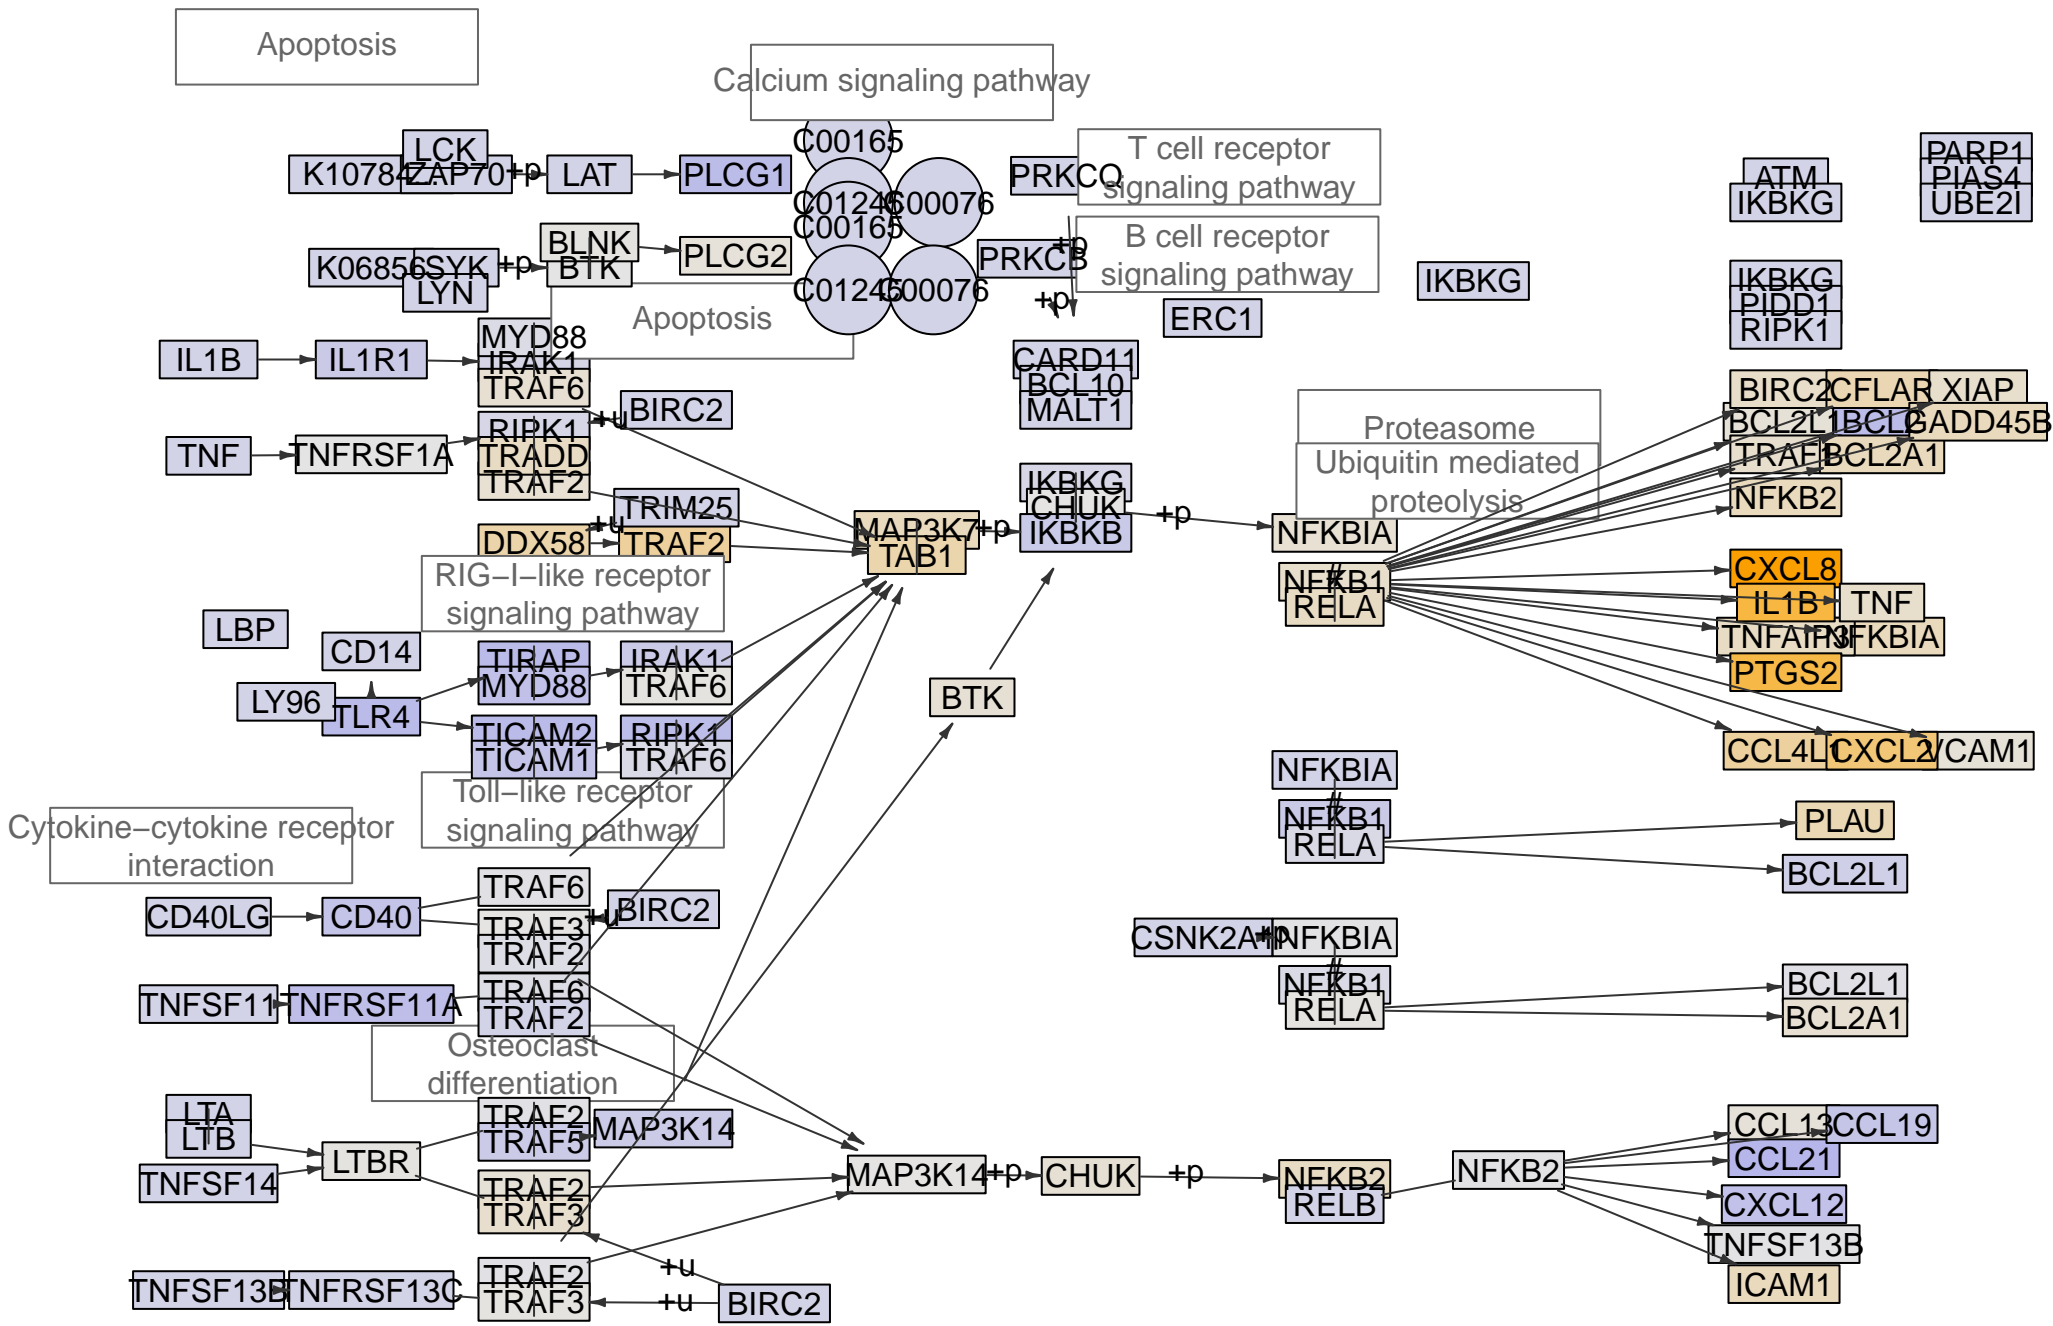 Apoptosis
Calcium signaling pathway
T cell receptor
signaling pathway
B cell receptor
signaling pathway
LCK
K10784
ZAP70
+p
LAT
PLCG1
C00165
C01245
C00076
C00165
C01245
C00076
PRKCQ
PRKCB
+p
+p
ATM
IKBKG
PARP1
PIAS4
UBE2I
K06856
SYK
LYN
+p
BLNK
BTK
PLCG2
Apoptosis
ERC1
IKBKG
IKBKG
PIDD1
RIPK1
IL1B
IL1R1
MYD88
IRAK1
TRAF6
CARD11
BCL10
MALT1
BIRC2
+u
TNF
TNFRSF1A
RIPK1
TRADD
TRAF2
Proteasome
Ubiquitin mediated
proteolysis
BIRC2
CFLAR
XIAP
BCL2L1
BCL2
GADD45B
TRAF1
BCL2A1
NFKB2
TRIM25
+u
DDX58
TRAF2
MAP3K7
TAB1
+p
IKBKG
CHUK
IKBKB
+p
NFKBIA
NFKB1
RELA
CXCL8
IL1B
TNF
TNFAIP3
NFKBIA
PTGS2
CCL4L1
CXCL2
VCAM1
RIG−I−like receptor
signaling pathway
LBP
CD14
LY96
TLR4
TIRAP
MYD88
IRAK1
TRAF6
TICAM2
TICAM1
RIPK1
TRAF6
BTK
Toll−like receptor
signaling pathway
Cytokine−cytokine receptor
interaction
NFKBIA
NFKB1
RELA
PLAU
BCL2L1
CD40LG
CD40
TRAF6
TRAF3
TRAF2
+u
BIRC2
CSNK2A1
+p
NFKBIA
NFKB1
RELA
BCL2L1
BCL2A1
TNFSF11
TNFRSF11A
TRAF6
TRAF2
Osteoclast
differentiation
LTA
LTB
TNFSF14
LTBR
TRAF2
TRAF5
MAP3K14
TRAF2
TRAF3
MAP3K14
+p
CHUK
+p
NFKB2
RELB
NFKB2
CCL13
CCL19
CCL21
CXCL12
TNFSF13B
ICAM1
TNFSF13B
TNFRSF13C
TRAF2
TRAF3
+u
+u
BIRC2